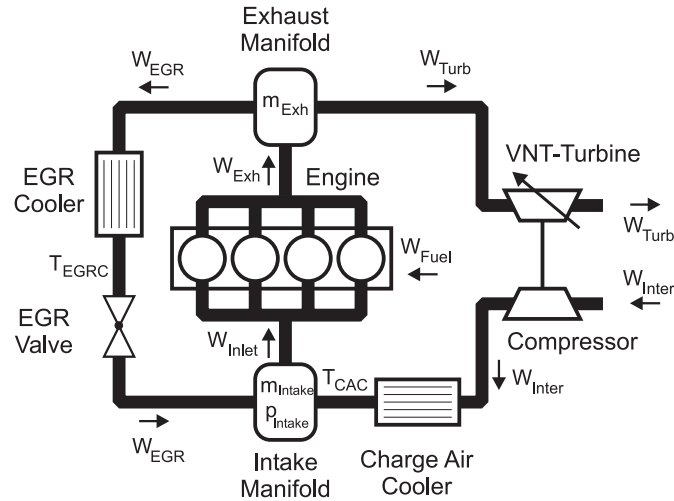 Exhaust
Manifold
W_EGR
W_Turb
m_Exh
VNT-Turbine
EGR
Cooler
W_Exh
Engine
W_Turb
T_EGRC
W_Fuel
W_Inter
EGR
Valve
W_Inlet
Compressor
T_CAC
m_Intake
p_Intake
W_Inter
W_EGR
Intake
Manifold
Charge Air
Cooler